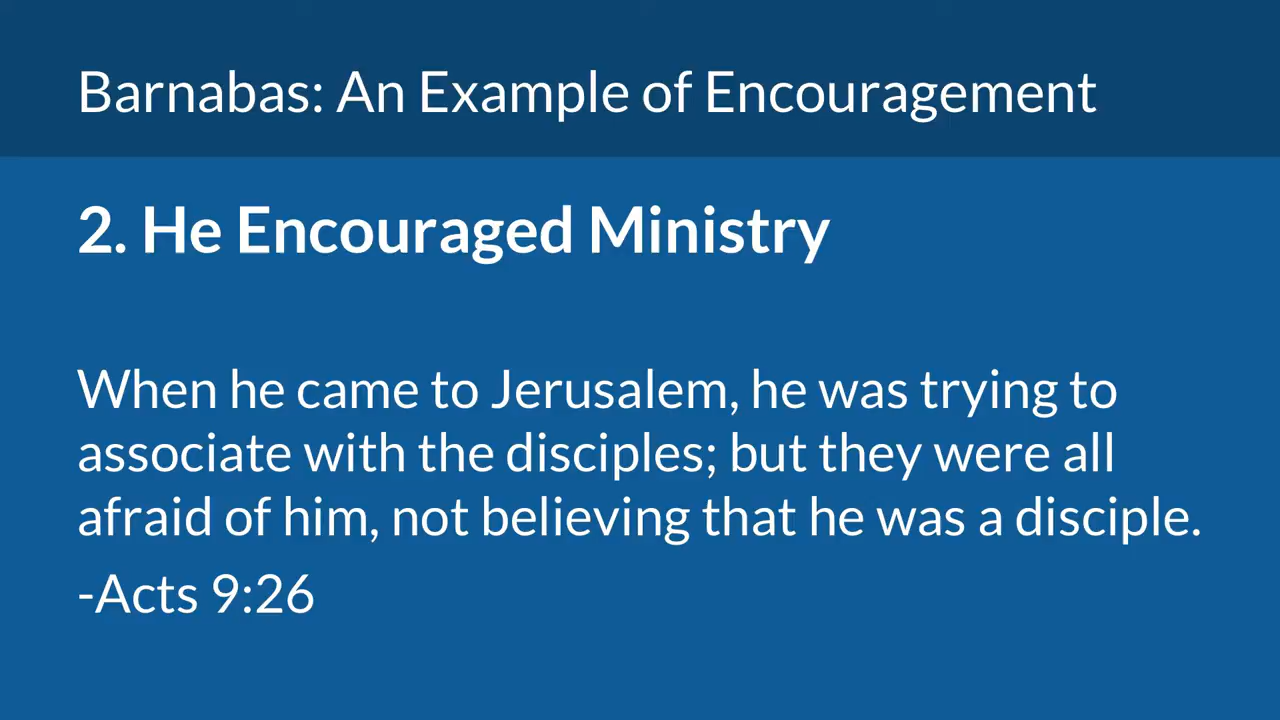 Barnabas: An Example of Encouragement
2. He Encouraged Ministry
When he came to Jerusalem, he was trying to
associate with the disciples; but they were all
afraid of him, not believing that he was a disciple.
-Acts 9:26